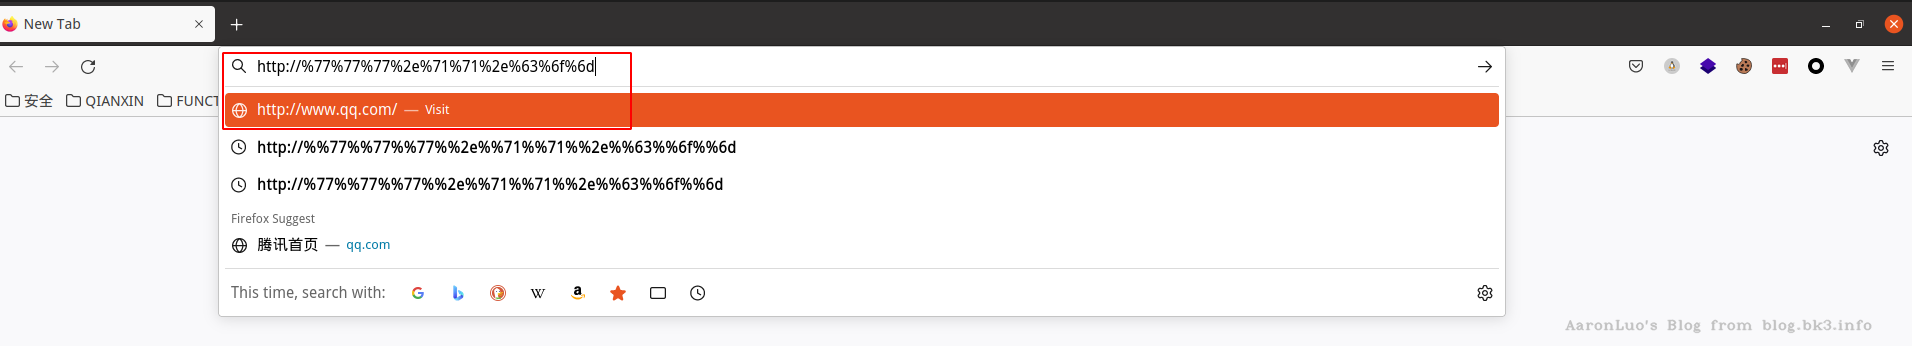 New Tab
http://%77%77%77%2e%71%71%2e%63%6f%6d
安全 QIANXIN FUNCT
http://www.qq.com/ — Visit
http://%%77%%77%%77%%2e%%71%%71%%2e%%63%%6f%%6d
http://%77%%77%%77%%2e%%71%%71%%2e%%63%%6f%%6d
Firefox Suggest
腾讯首页 — qq.com
This time, search with:
AaronLuo's Blog from blog.bk3.info